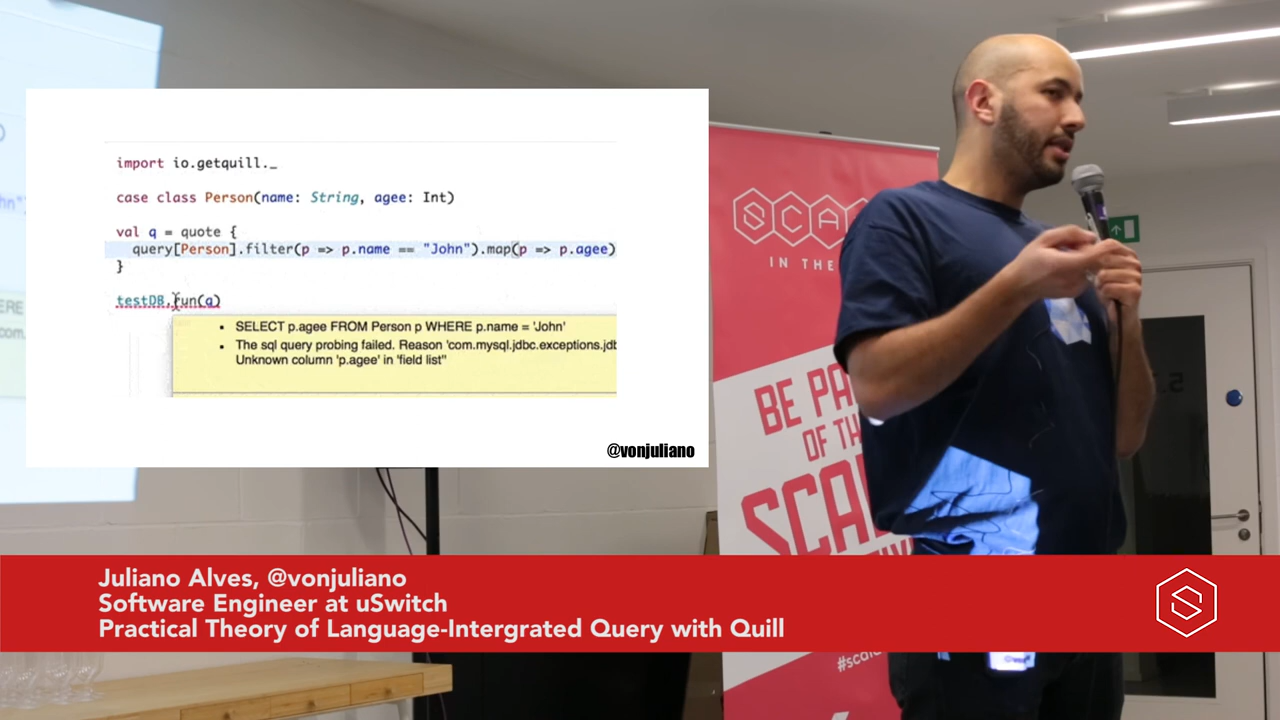 import io.getquill._
case class Person(name: String, agee: Int)
val q = quote {
query[Person].filter(p => p.name == "John").map(p => p.agee)
}
testDB.run(q)
SELECT p.agee FROM Person p WHERE p.name = 'John'
The sql query probing failed. Reason 'com.mysql.jdbc.exceptions.jdb
Unknown column 'p.agee' in 'field list''
@vonjuliano
SCA
IN THE
BE PA
OF TH
SCA
#scala
Juliano Alves, @vonjuliano
Software Engineer at uSwitch
Practical Theory of Language-Intergrated Query with Quill